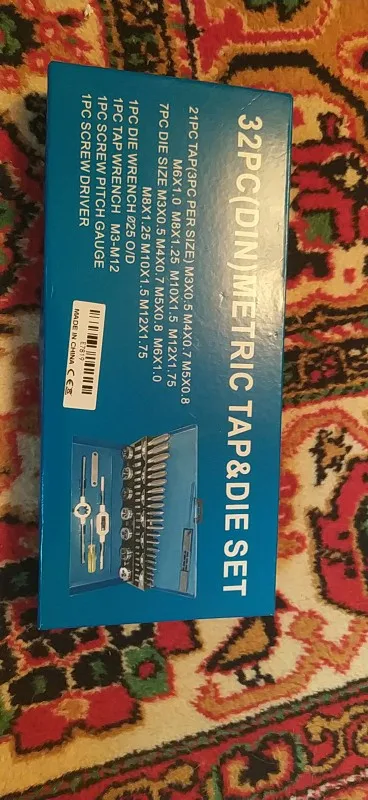 32PC(DIN)METRIC TAP&DIE SET
21PC TAP(3PC PER SIZE) M3X0.5 M4X0.7 M5X0.8
M6X1.0 M8X1.25 M10X1.5 M12X1.75
7PC DIE SIZE M3X0.5 M4X0.7 M5X0.8 M6X1.0
M8X1.25 M10X1.5 M12X1.75
1PC DIE WRENCH Ø25 O/D
1PC TAP WRENCH M3-M12
1PC SCREW PITCH GAUGE
1PC SCREW DRIVER
17819
MADE IN CHINA CE